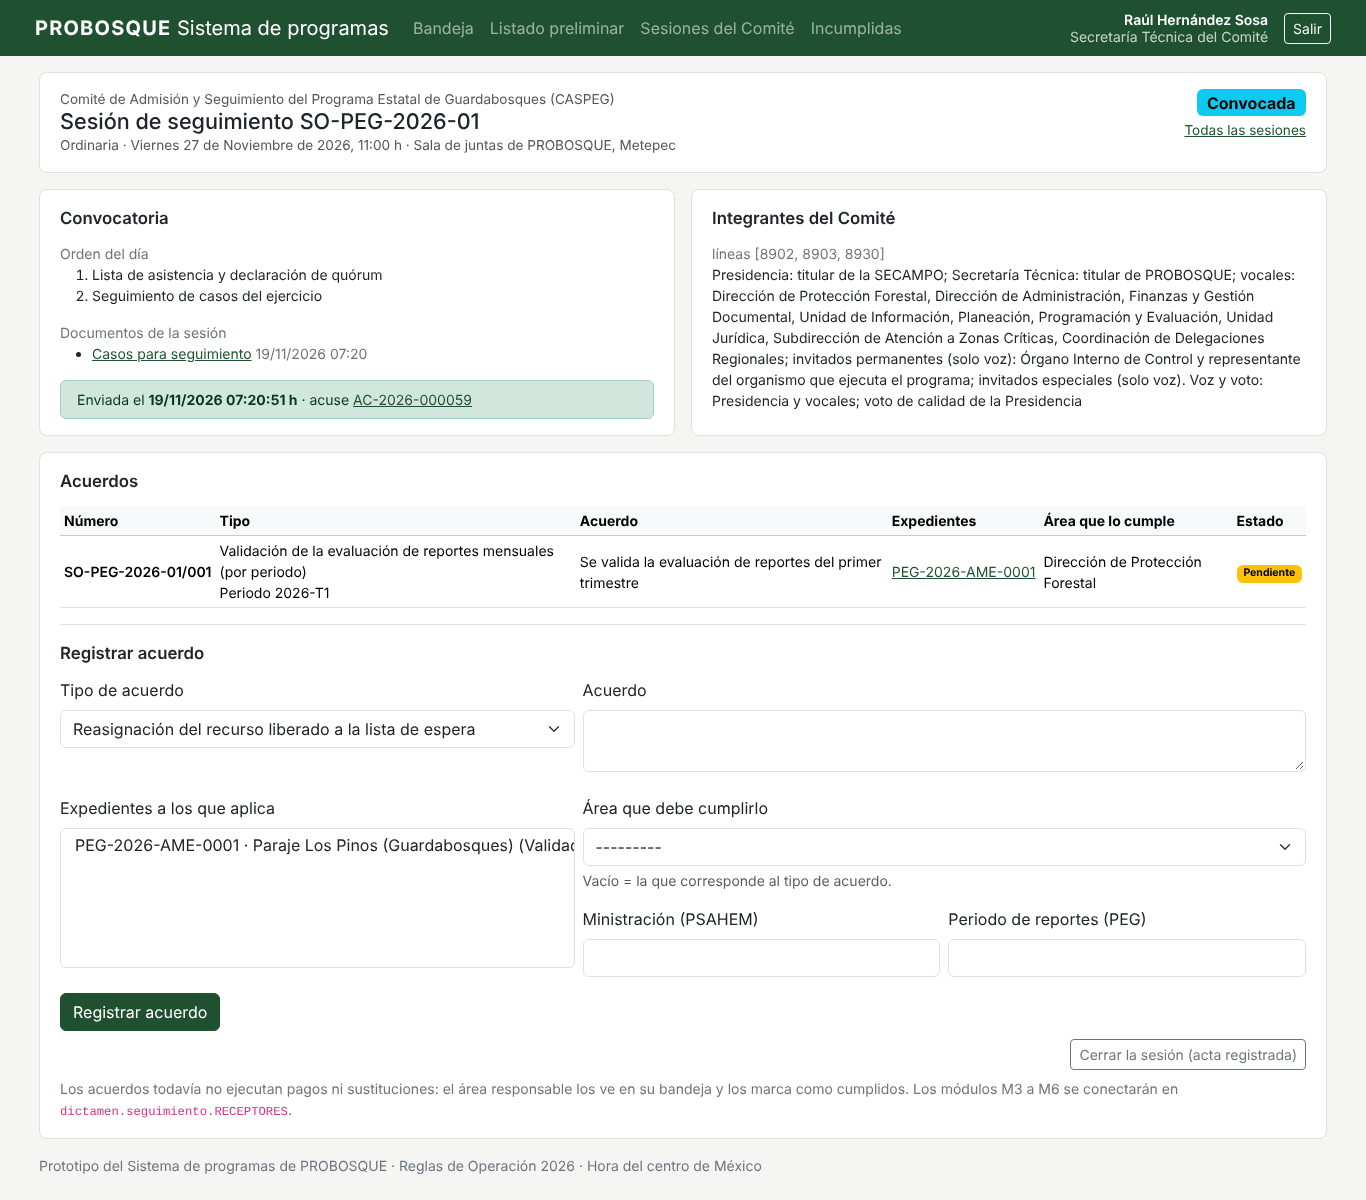 PROBOSQUE Sistema de programas
Bandeja
Listado preliminar
Sesiones del Comité
Incumplidas
Raúl Hernández Sosa
Secretaría Técnica del Comité
Salir
Comité de Admisión y Seguimiento del Programa Estatal de Guardabosques (CASPEG)
Sesión de seguimiento SO-PEG-2026-01
Ordinaria · Viernes 27 de Noviembre de 2026, 11:00 h · Sala de juntas de PROBOSQUE, Metepec
Convocada
Todas las sesiones
Convocatoria
Orden del día
1. Lista de asistencia y declaración de quórum
2. Seguimiento de casos del ejercicio
Documentos de la sesión
• Casos para seguimiento 19/11/2026 07:20
Enviada el 19/11/2026 07:20:51 h · acuse AC-2026-000059
Integrantes del Comité
líneas [8902, 8903, 8930]
Presidencia: titular de la SECAMPO; Secretaría Técnica: titular de PROBOSQUE; vocales:
Dirección de Protección Forestal, Dirección de Administración, Finanzas y Gestión
Documental, Unidad de Información, Planeación, Programación y Evaluación, Unidad
Jurídica, Subdirección de Atención a Zonas Críticas, Coordinación de Delegaciones
Regionales; invitados permanentes (solo voz): Órgano Interno de Control y representante
del organismo que ejecuta el programa; invitados especiales (solo voz). Voz y voto:
Presidencia y vocales; voto de calidad de la Presidencia
Acuerdos
Número
Tipo
Acuerdo
Expedientes
Área que lo cumple
Estado
SO-PEG-2026-01/001
Validación de la evaluación de reportes mensuales
(por periodo)
Periodo 2026-T1
Se valida la evaluación de reportes del primer
trimestre
PEG-2026-AME-0001
Dirección de Protección
Forestal
Pendiente
Registrar acuerdo
Tipo de acuerdo
Reasignación del recurso liberado a la lista de espera
Acuerdo
Expedientes a los que aplica
PEG-2026-AME-0001 · Paraje Los Pinos (Guardabosques) (Validac
Área que debe cumplirlo
---------
Vacío = la que corresponde al tipo de acuerdo.
Ministración (PSAHEM)
Periodo de reportes (PEG)
Registrar acuerdo
Cerrar la sesión (acta registrada)
Los acuerdos todavía no ejecutan pagos ni sustituciones: el área responsable los ve en su bandeja y los marca como cumplidos. Los módulos M3 a M6 se conectarán en
dictamen.seguimiento.RECEPTORES.
Prototipo del Sistema de programas de PROBOSQUE · Reglas de Operación 2026 · Hora del centro de México